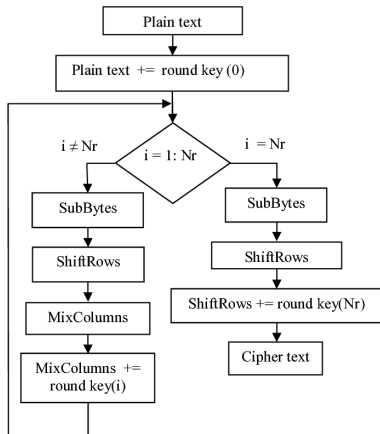 Plain text
Plain text += round key (0)
i ≠ Nr
i = 1: Nr
i = Nr
SubBytes
ShiftRows
MixColumns
MixColumns +=
round key(i)
SubBytes
ShiftRows
ShiftRows += round key(Nr)
Cipher text